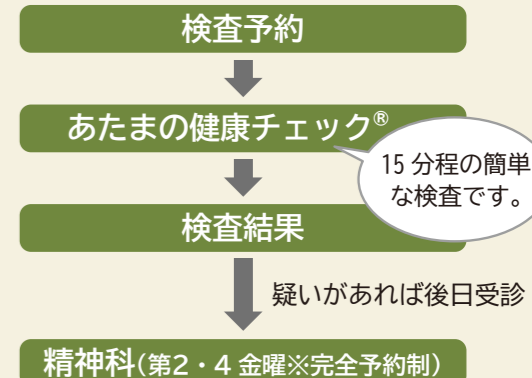 検査予約
あたまの健康チェック®
15 分程の簡単
な検査です。
検査結果
疑いがあれば後日受診
精神科(第2・4 金曜※完全予約制)